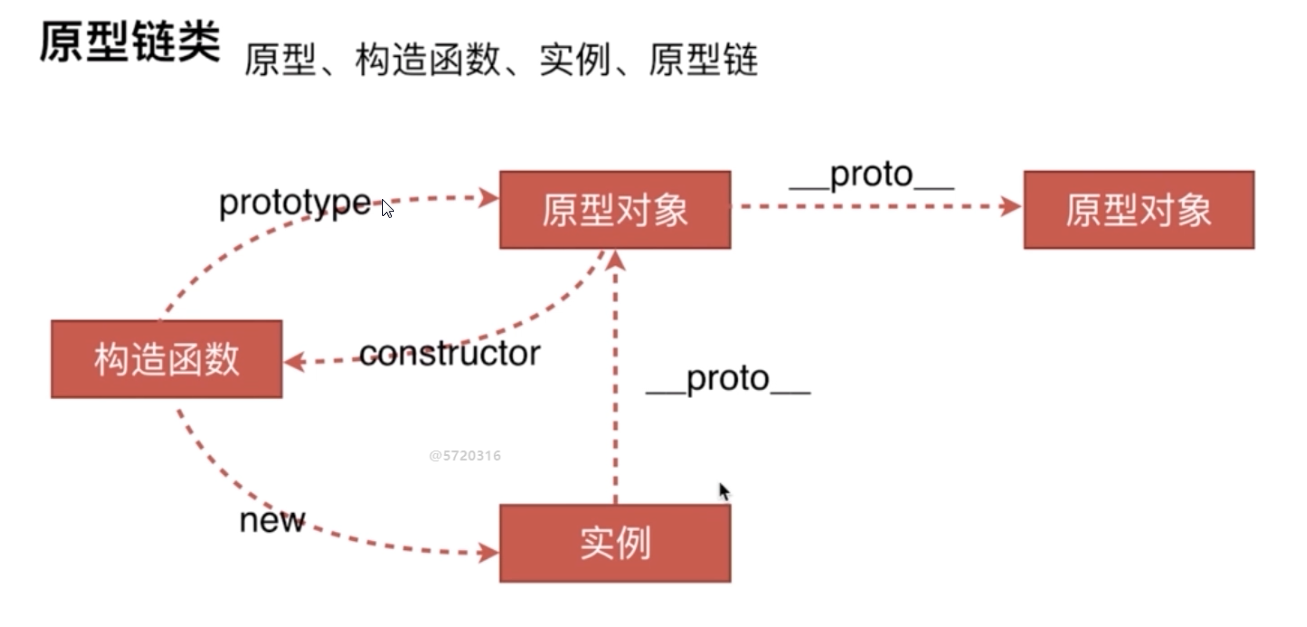 原型链类 原型、构造函数、实例、原型链
__proto__
prototype
原型对象
原型对象
构造函数
constructor
__proto__
@5720316
new
实例